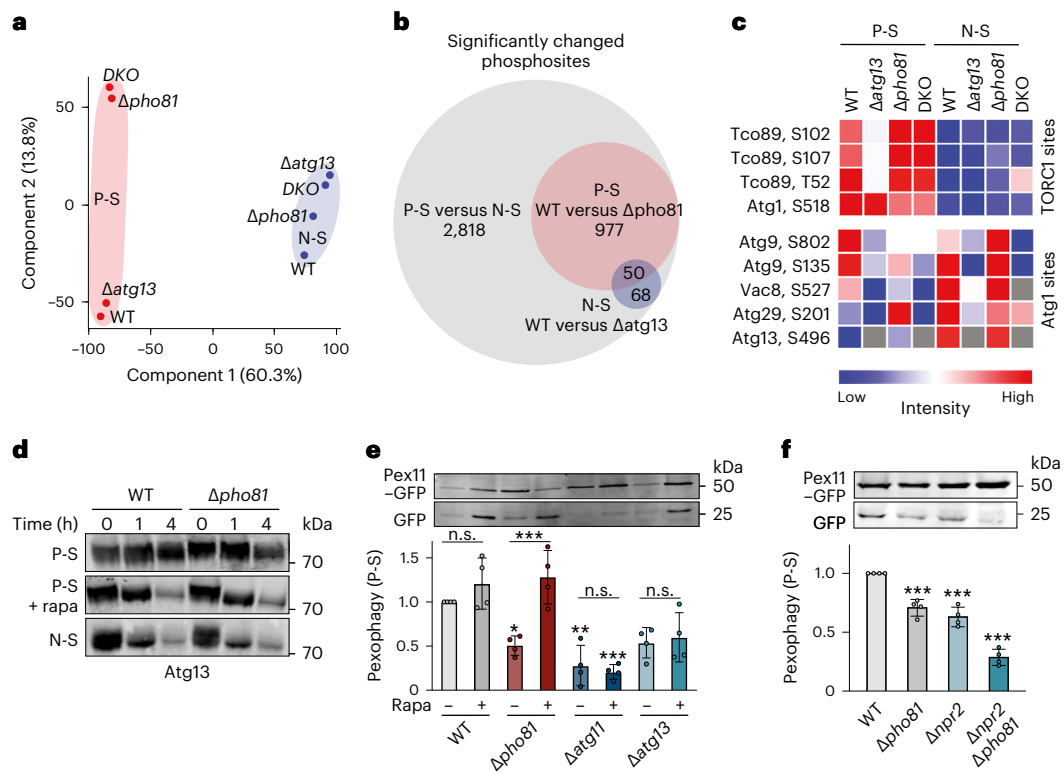 a
DKO
Δpho81
50
P-S
0
−50
Δatg13
WT
Δatg13
DKO
Δpho81
N-S
WT
Component 2 (13.8%)
−100 −50 0 50 100
Component 1 (60.3%)
b
Significantly changed
phosphosites
P-S versus N-S
2,818
P-S
WT versus Δpho81
977
50
68
N-S
WT versus Δatg13
c
P-S N-S
WT Δatg13 Δpho81 DKO WT Δatg13 Δpho81 DKO
Tco89, S102
Tco89, S107
Tco89, T52
Atg1, S518
TORC1 sites
Atg9, S802
Atg9, S135
Vac8, S527
Atg29, S201
Atg13, S496
Atg1 sites
Low High
Intensity
d
WT Δpho81
Time (h) 0 1 4 0 1 4 kDa
P-S 70
P-S
+ rapa 70
N-S 70
Atg13
e
kDa
Pex11
–GFP 50
GFP 25
n.s. *** n.s. n.s.
* ** ***
1.5
1.0
0.5
0
Pexophagy (P-S)
Rapa − + − + − + − +
WT Δpho81 Δatg11 Δatg13
f
kDa
Pex11
–GFP 50
GFP 25
1.0
0.5
0
Pexophagy (P-S)
*** *** ***
WT Δpho81 Δnpr2 Δnpr2
Δpho81